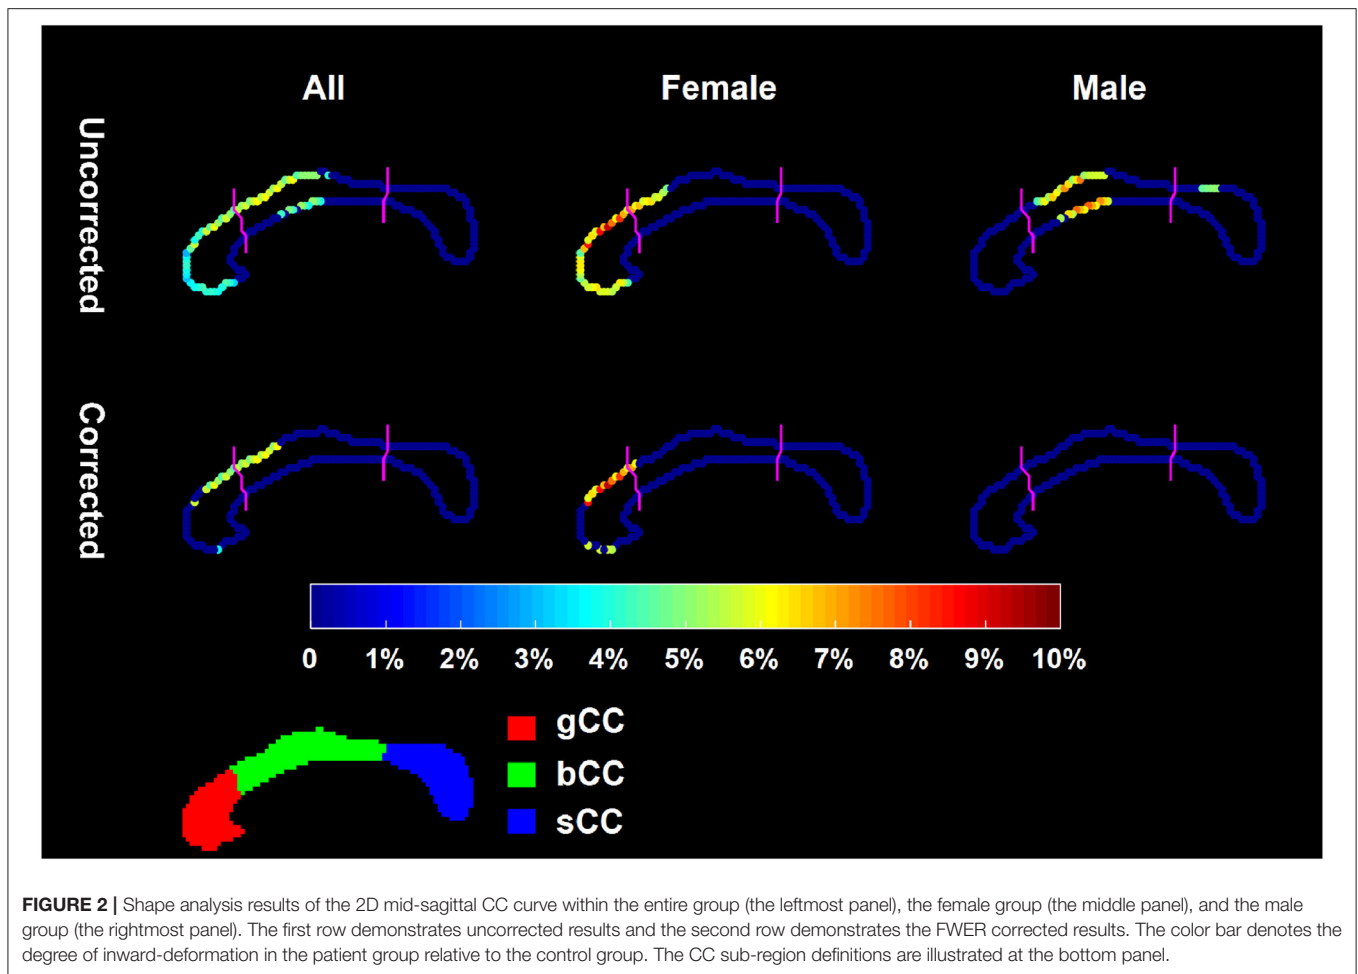 All Female Male
Uncorrected
Corrected
0 1% 2% 3% 4% 5% 6% 7% 8% 9% 10%
gCC
bCC
sCC
FIGURE 2 | Shape analysis results of the 2D mid-sagittal CC curve within the entire group (the leftmost panel), the female group (the middle panel), and the male
group (the rightmost panel). The first row demonstrates uncorrected results and the second row demonstrates the FWER corrected results. The color bar denotes the
degree of inward-deformation in the patient group relative to the control group. The CC sub-region definitions are illustrated at the bottom panel.